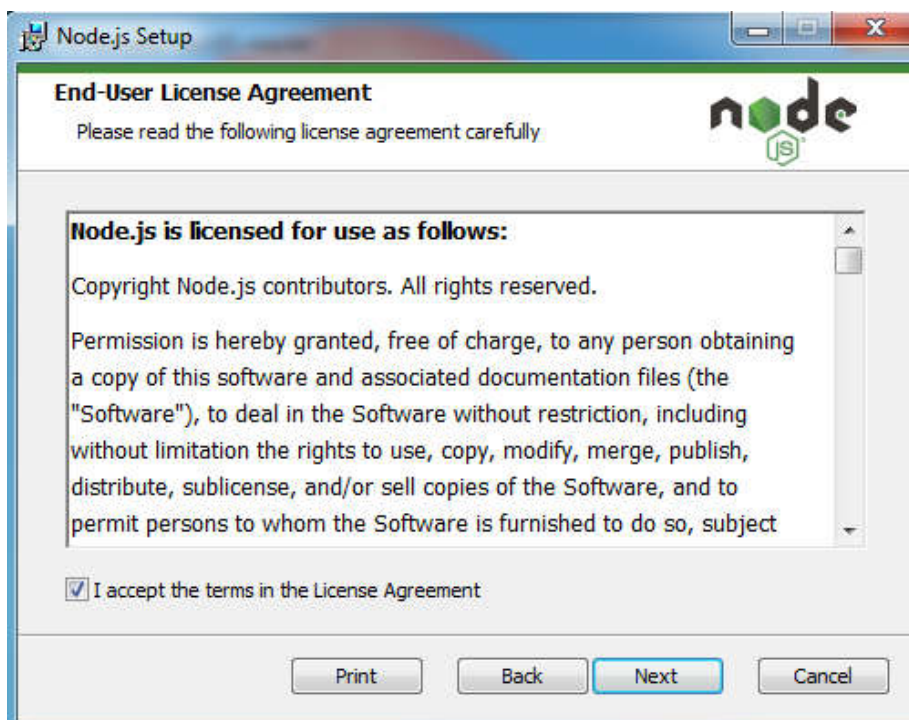 Node.js Setup
End-User License Agreement
Please read the following license agreement carefully
node
JS
Node.js is licensed for use as follows:
Copyright Node.js contributors. All rights reserved.
Permission is hereby granted, free of charge, to any person obtaining
a copy of this software and associated documentation files (the
"Software"), to deal in the Software without restriction, including
without limitation the rights to use, copy, modify, merge, publish,
distribute, sublicense, and/or sell copies of the Software, and to
permit persons to whom the Software is furnished to do so, subject
I accept the terms in the License Agreement
Print Back Next Cancel